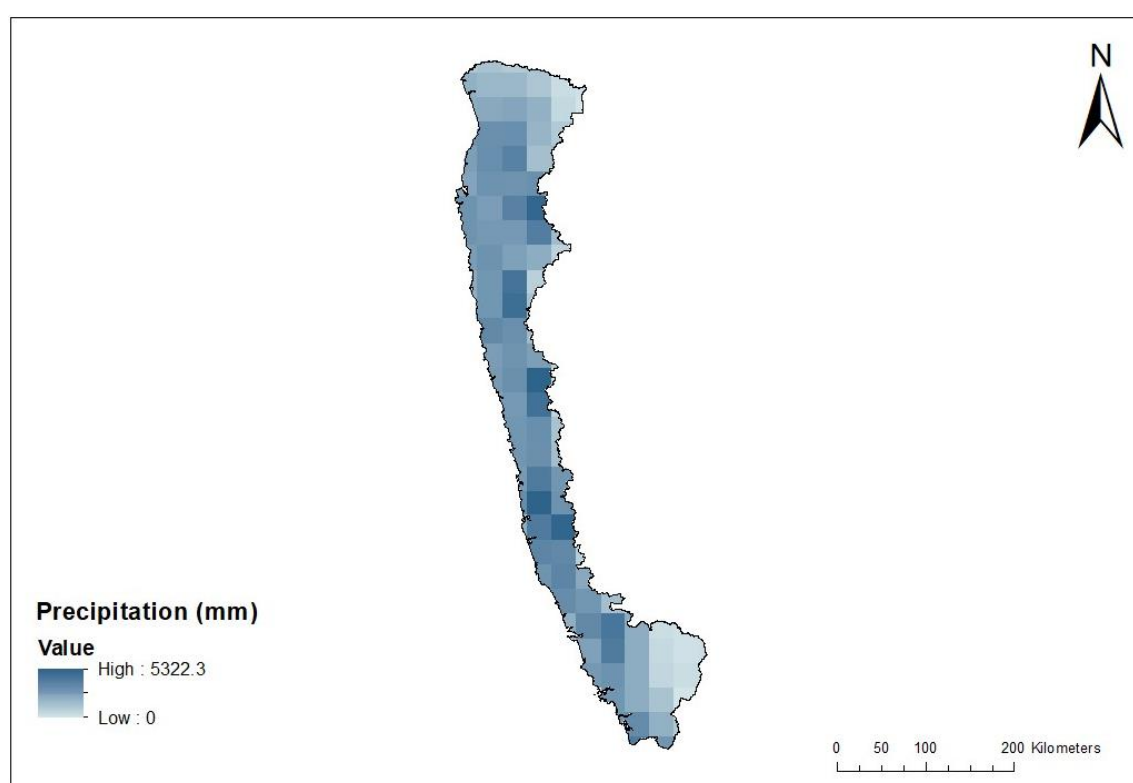 N
Precipitation (mm)
Value
High : 5322.3
Low : 0
0 50 100 200 Kilometers